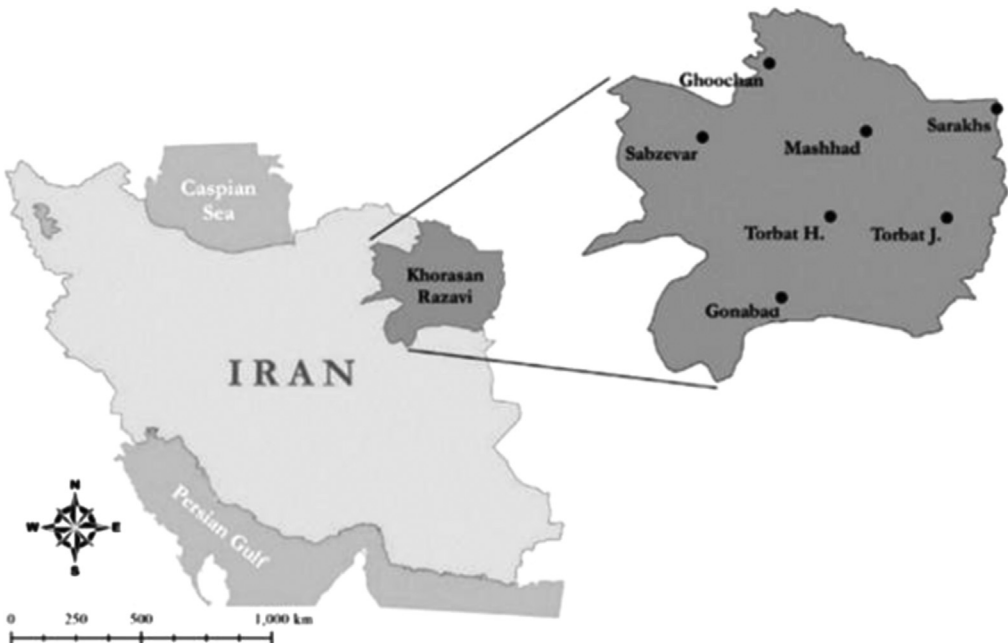 Ghoochan
Sarakhs
Mashhad
Sabzevar
Caspian
Sea
Torbat H.
Torbat J.
Khorasan
Razavi
Gonabad
IRAN
Persian Gulf
N
W E
S
0 250 500 1,000 km